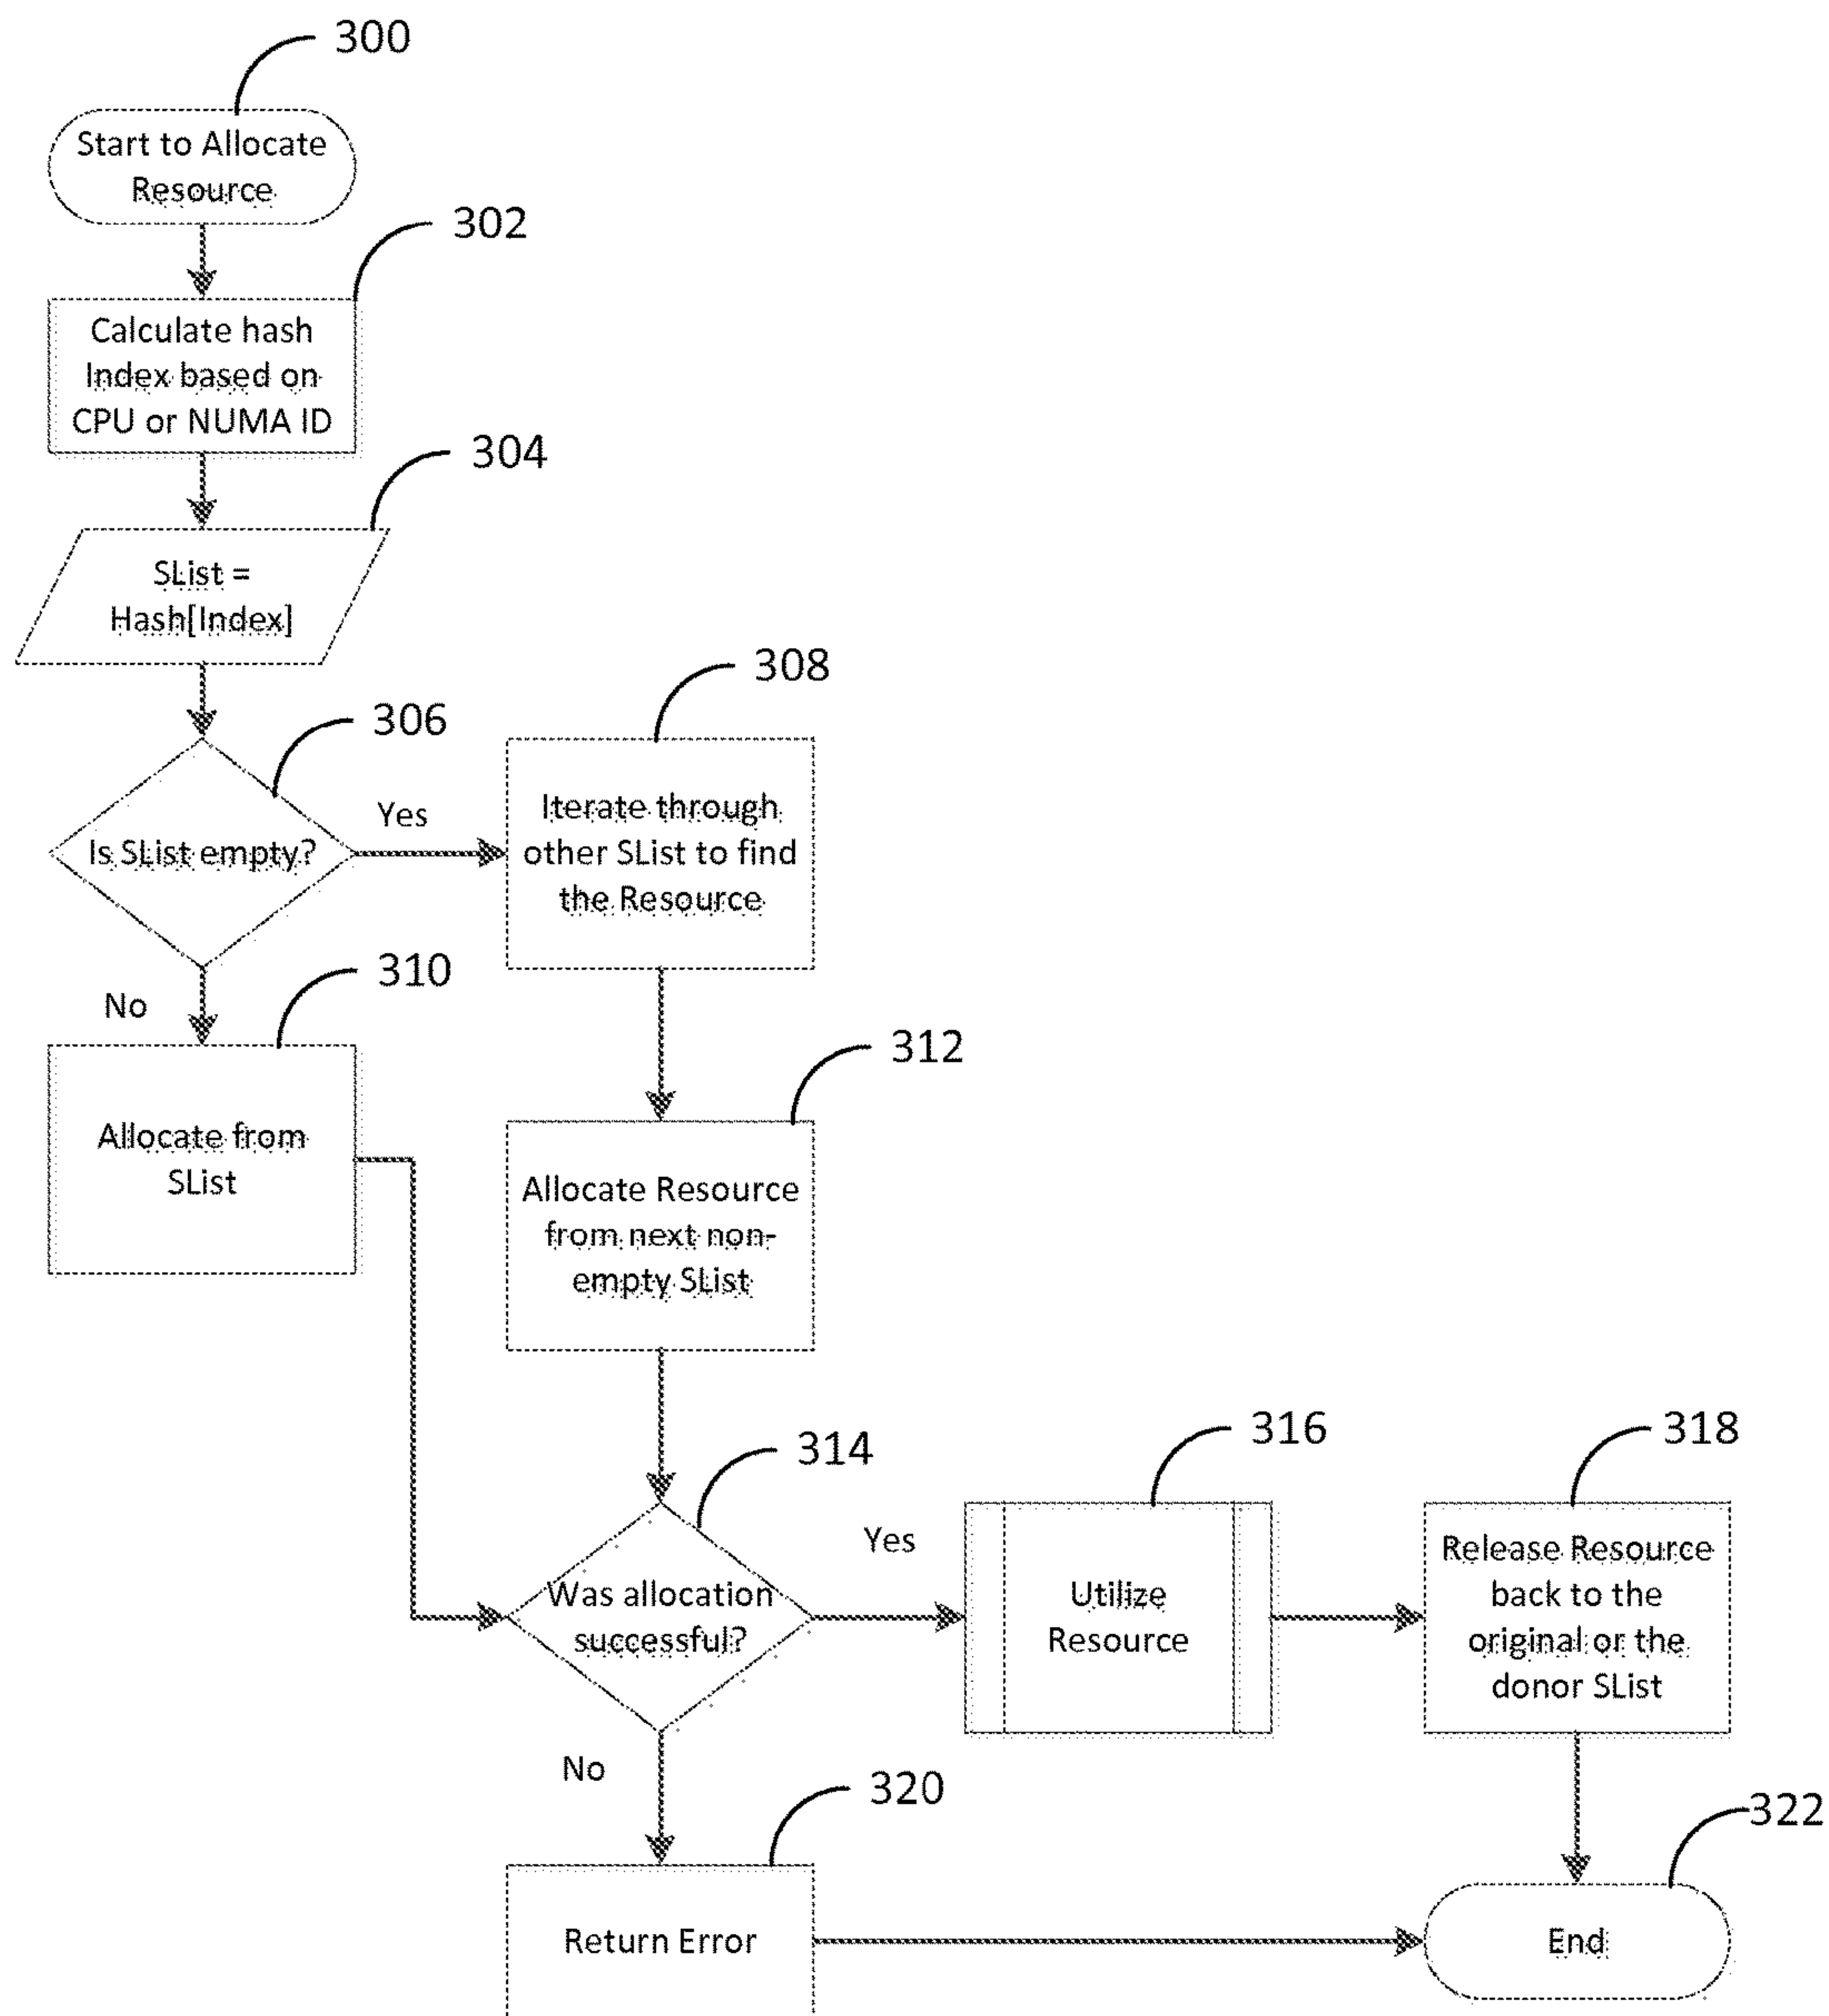 300
Start to Allocate
Resource
302
Calculate hash
Index based on
CPU or NUMA ID
304
SList =
Hash[Index]
306
Is SList empty?
Yes
308
Iterate through
other SList to find
the Resource
No
310
Allocate from
SList
312
Allocate Resource
from next non-
empty SList
314
Was allocation
successful?
Yes
316
Utilize
Resource
318
Release Resource
back to the
original or the
donor SList
No
320
Return Error
322
End